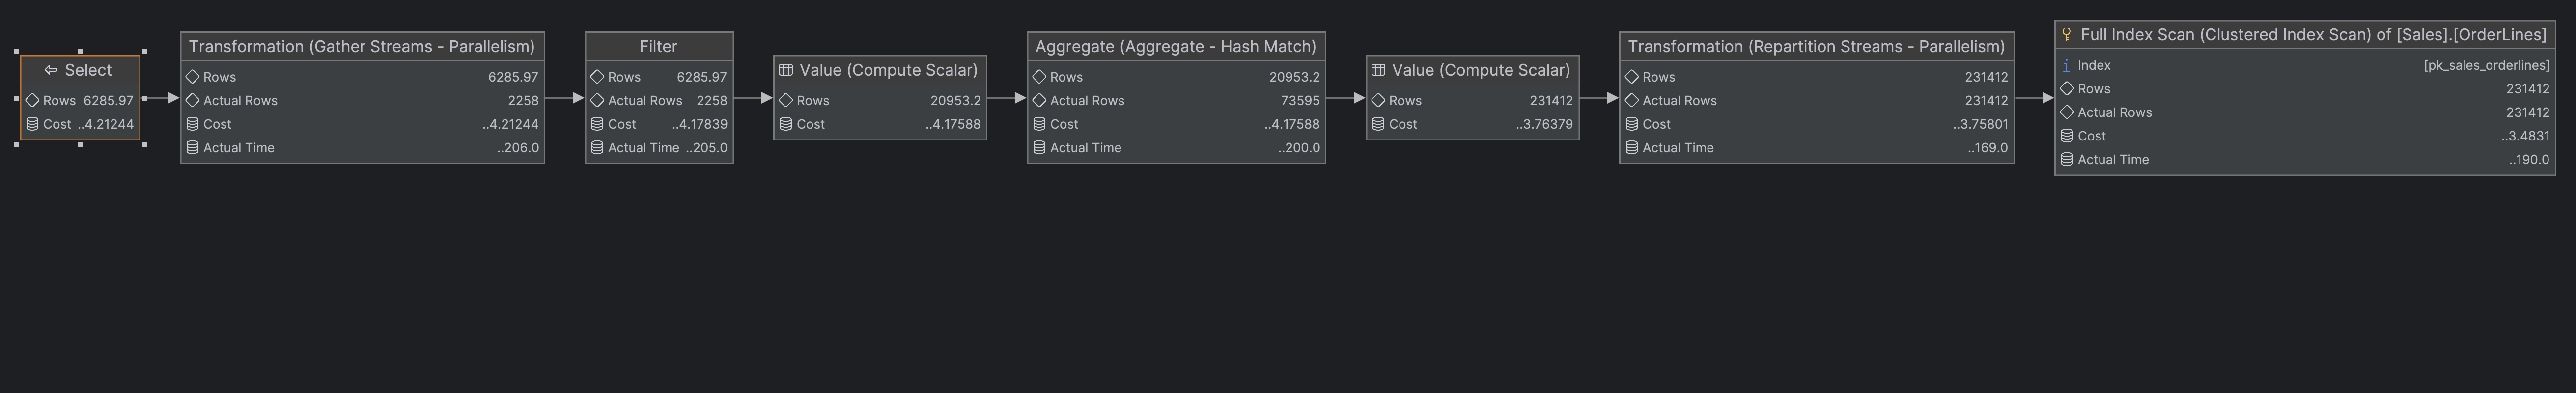 Select
Rows 6285.97
Cost ..4.21244
Transformation (Gather Streams - Parallelism)
Rows 6285.97
Actual Rows 2258
Cost ..4.21244
Actual Time ..206.0
Filter
Rows 6285.97
Actual Rows 2258
Cost ..4.17839
Actual Time ..205.0
Value (Compute Scalar)
Rows 20953.2
Cost ..4.17588
Aggregate (Aggregate - Hash Match)
Rows 20953.2
Actual Rows 73595
Cost ..4.17588
Actual Time ..200.0
Value (Compute Scalar)
Rows 231412
Cost ..3.76379
Transformation (Repartition Streams - Parallelism)
Rows 231412
Actual Rows 231412
Cost ..3.75801
Actual Time ..169.0
Full Index Scan (Clustered Index Scan) of [Sales].[OrderLines]
Index [pk_sales_orderlines]
Rows 231412
Actual Rows 231412
Cost ..3.4831
Actual Time ..190.0